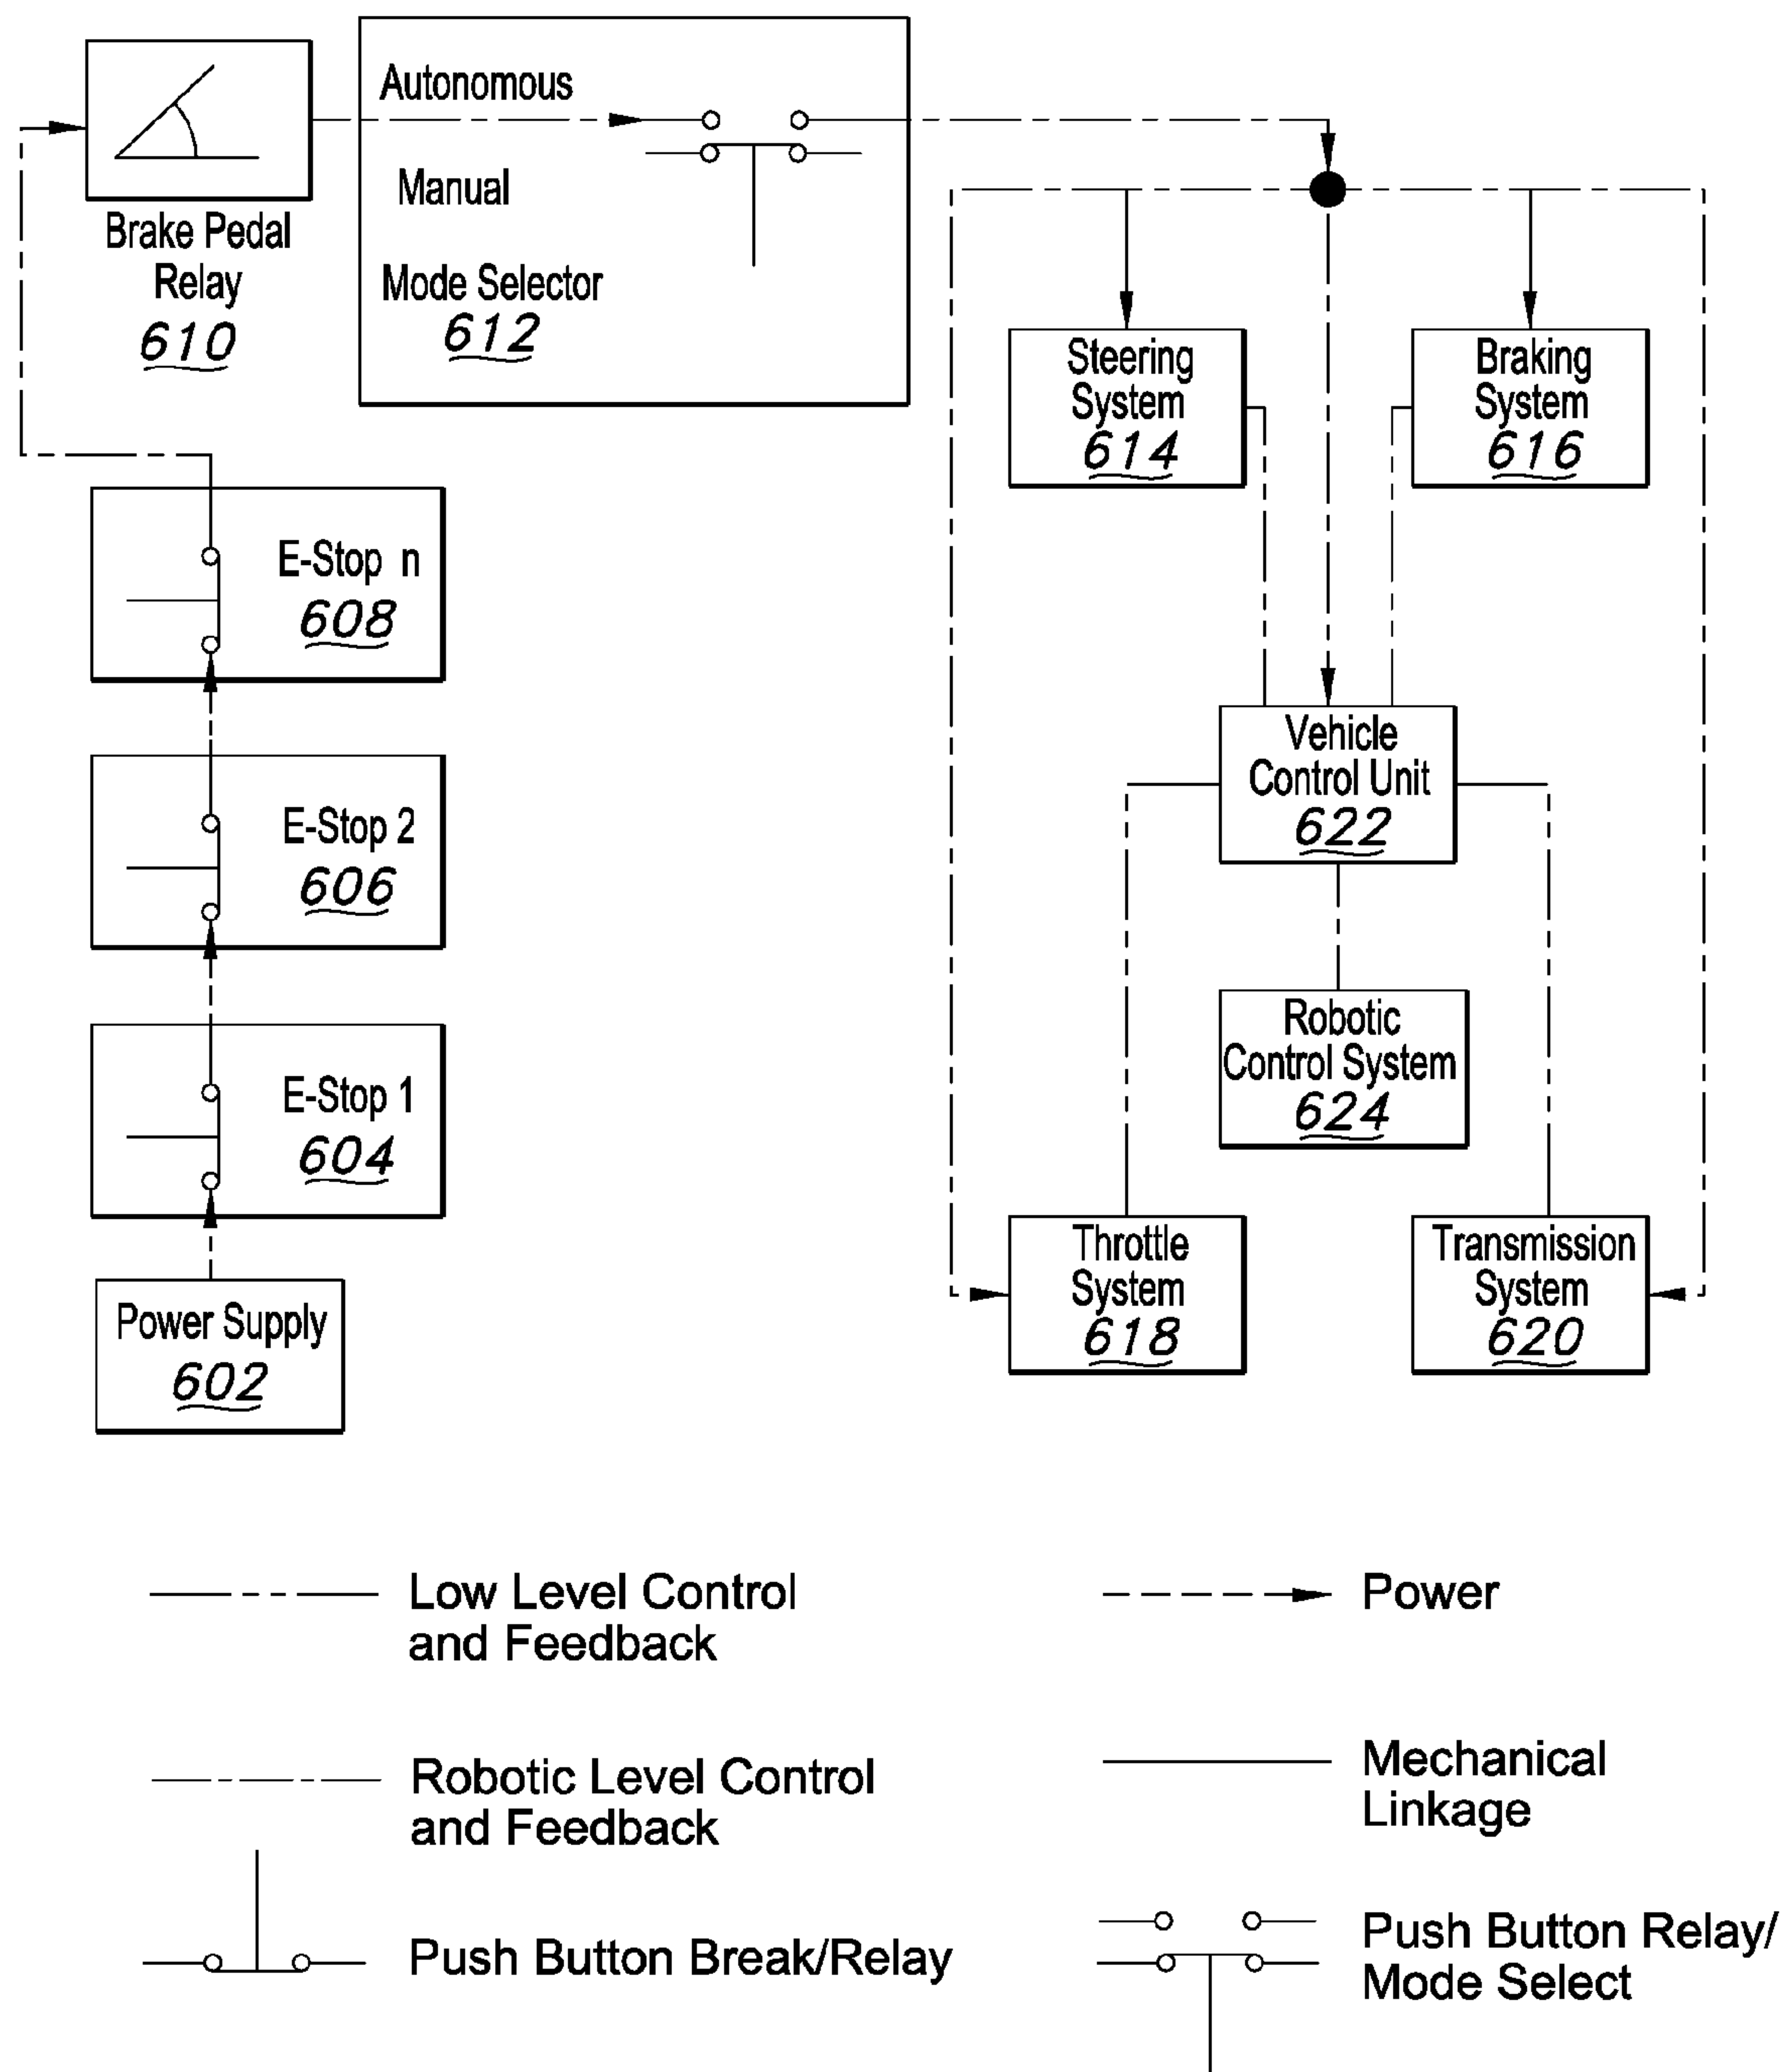 Autonomous
Manual
Mode Selector
612
Brake Pedal
Relay
610
Steering
System
614
Braking
System
616
E-Stop n
608
Vehicle
Control Unit
622
E-Stop 2
606
Robotic
Control System
624
E-Stop 1
604
Throttle
System
618
Transmission
System
620
Power Supply
602
Low Level Control
and Feedback
Power
Robotic Level Control
and Feedback
Mechanical
Linkage
Push Button Break/Relay
Push Button Relay/
Mode Select